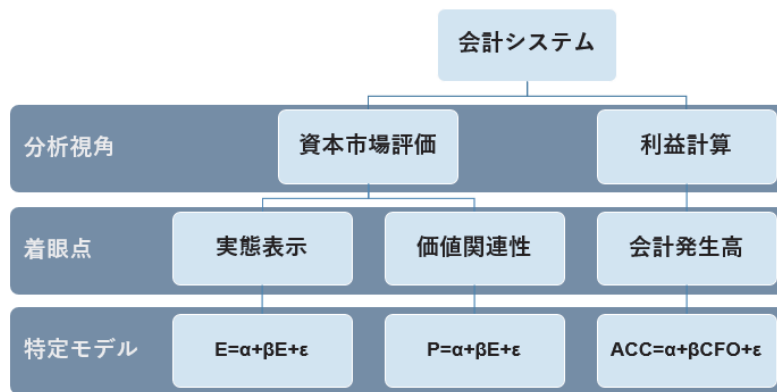 会計システム
分析視角
資本市場評価
利益計算
着眼点
実態表示
価値関連性
会計発生高
特定モデル
E=α+βE+ε
P=α+βE+ε
ACC=α+βCFO+ε